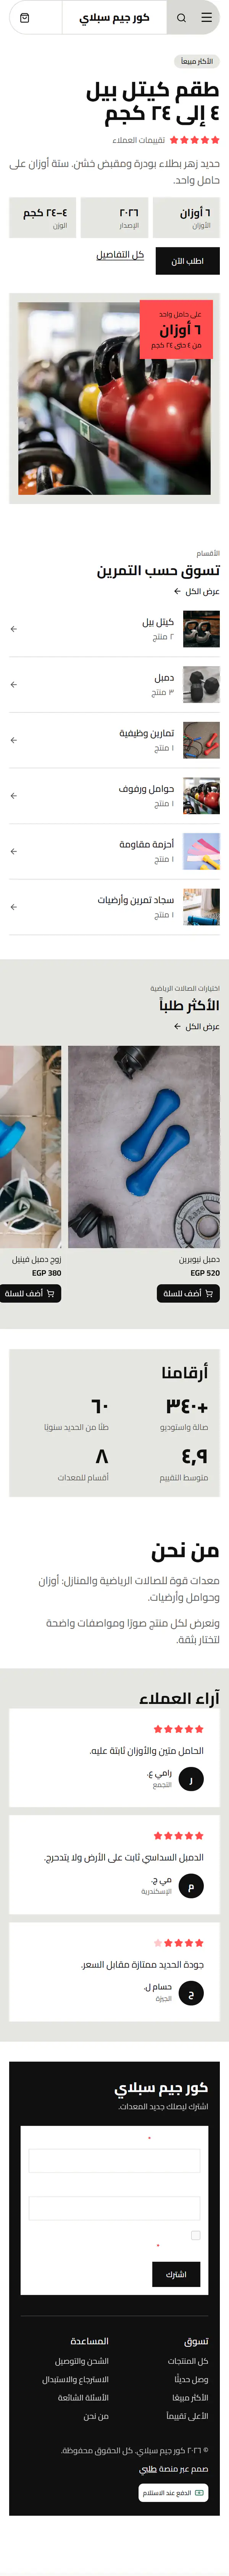 كور جيم سبلاي
الأكثر مبيعاً
طقم كيتل بيل
٤ إلى ٢٤ كجم
تقييمات العملاء
حديد زهر بطلاء بودرة ومقبض خشن. ستة أوزان على
حامل واحد.
٦ أوزان
الأوزان
٢٠٢٦
الإصدار
٤–٢٤ كجم
الوزن
اطلب الآن
كل التفاصيل
على حامل واحد
٦ أوزان
من ٤ حتى ٢٤ كجم
الأقسام
تسوق حسب التمرين
عرض الكل
كيتل بيل
٢ منتج
دمبل
٣ منتج
تمارين وظيفية
١ منتج
حوامل ورفوف
١ منتج
أحزمة مقاومة
١ منتج
سجاد تمرين وأرضيات
١ منتج
اختيارات الصالات الرياضية
الأكثر طلباً
عرض الكل
دمبل نيوبرين
EGP 520
أضف للسلة
زوج دمبل فينيل
EGP 380
أضف للسلة
أرقامنا
+٣٤٠
صالة واستوديو
٦٠
طنًا من الحديد سنويًا
٤٫٩
متوسط التقييم
٨
أقسام للمعدات
من نحن
معدات قوة للصالات الرياضية والمنازل: أوزان
وحوامل وأرضيات.
ونعرض لكل منتج صورًا ومواصفات واضحة
لتختار بثقة.
آراء العملاء
الحامل متين والأوزان ثابتة عليه.
ر
رامي ع.
التجمع
الدمبل السداسي ثابت على الأرض ولا يتدحرج.
م
مي ج.
الإسكندرية
جودة الحديد ممتازة مقابل السعر.
ح
حسام ل.
الجيزة
كور جيم سبلاي
اشترك ليصلك جديد المعدات.
*
*
اشترك
تسوق
كل المنتجات
وصل حديثًا
الأكثر مبيعًا
الأعلى تقييماً
المساعدة
الشحن والتوصيل
الاسترجاع والاستبدال
الأسئلة الشائعة
من نحن
© ٢٠٢٦ كور جيم سبلاي. كل الحقوق محفوظة.
صمم عبر منصة طلبي
الدفع عند الاستلام